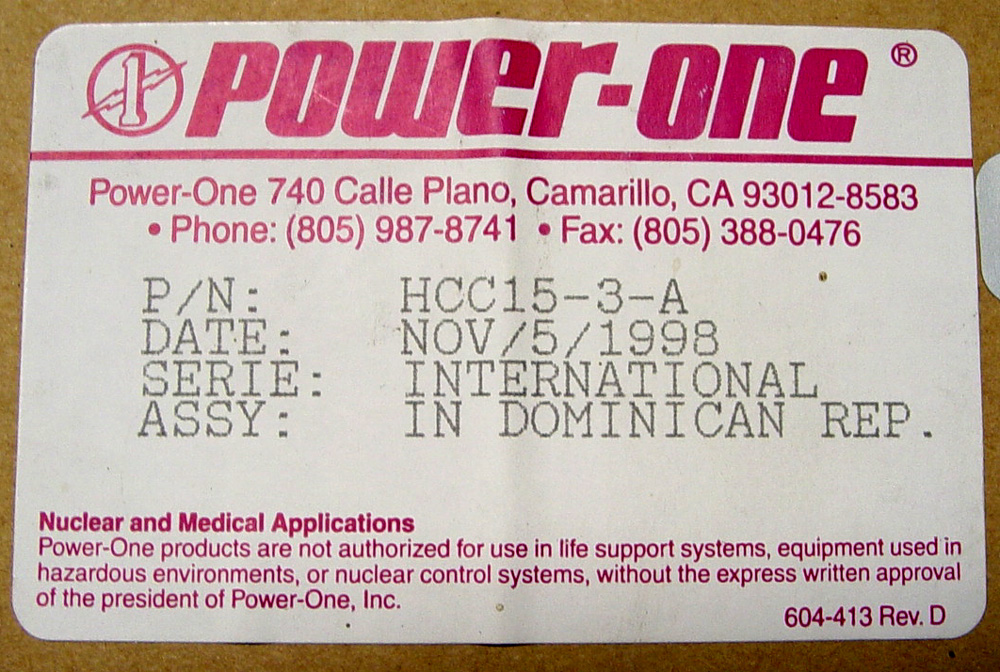 1 POWER-ONE ®
Power-One 740 Calle Plano, Camarillo, CA 93012-8583
• Phone: (805) 987-8741 • Fax: (805) 388-0476
P/N: HCC15-3-A
DATE: NOV/5/1998
SERIE: INTERNATIONAL
ASSY: IN DOMINICAN REP.
Nuclear and Medical Applications
Power-One products are not authorized for use in life support systems, equipment used in
hazardous environments, or nuclear control systems, without the express written approval
of the president of Power-One, Inc.
604-413 Rev. D